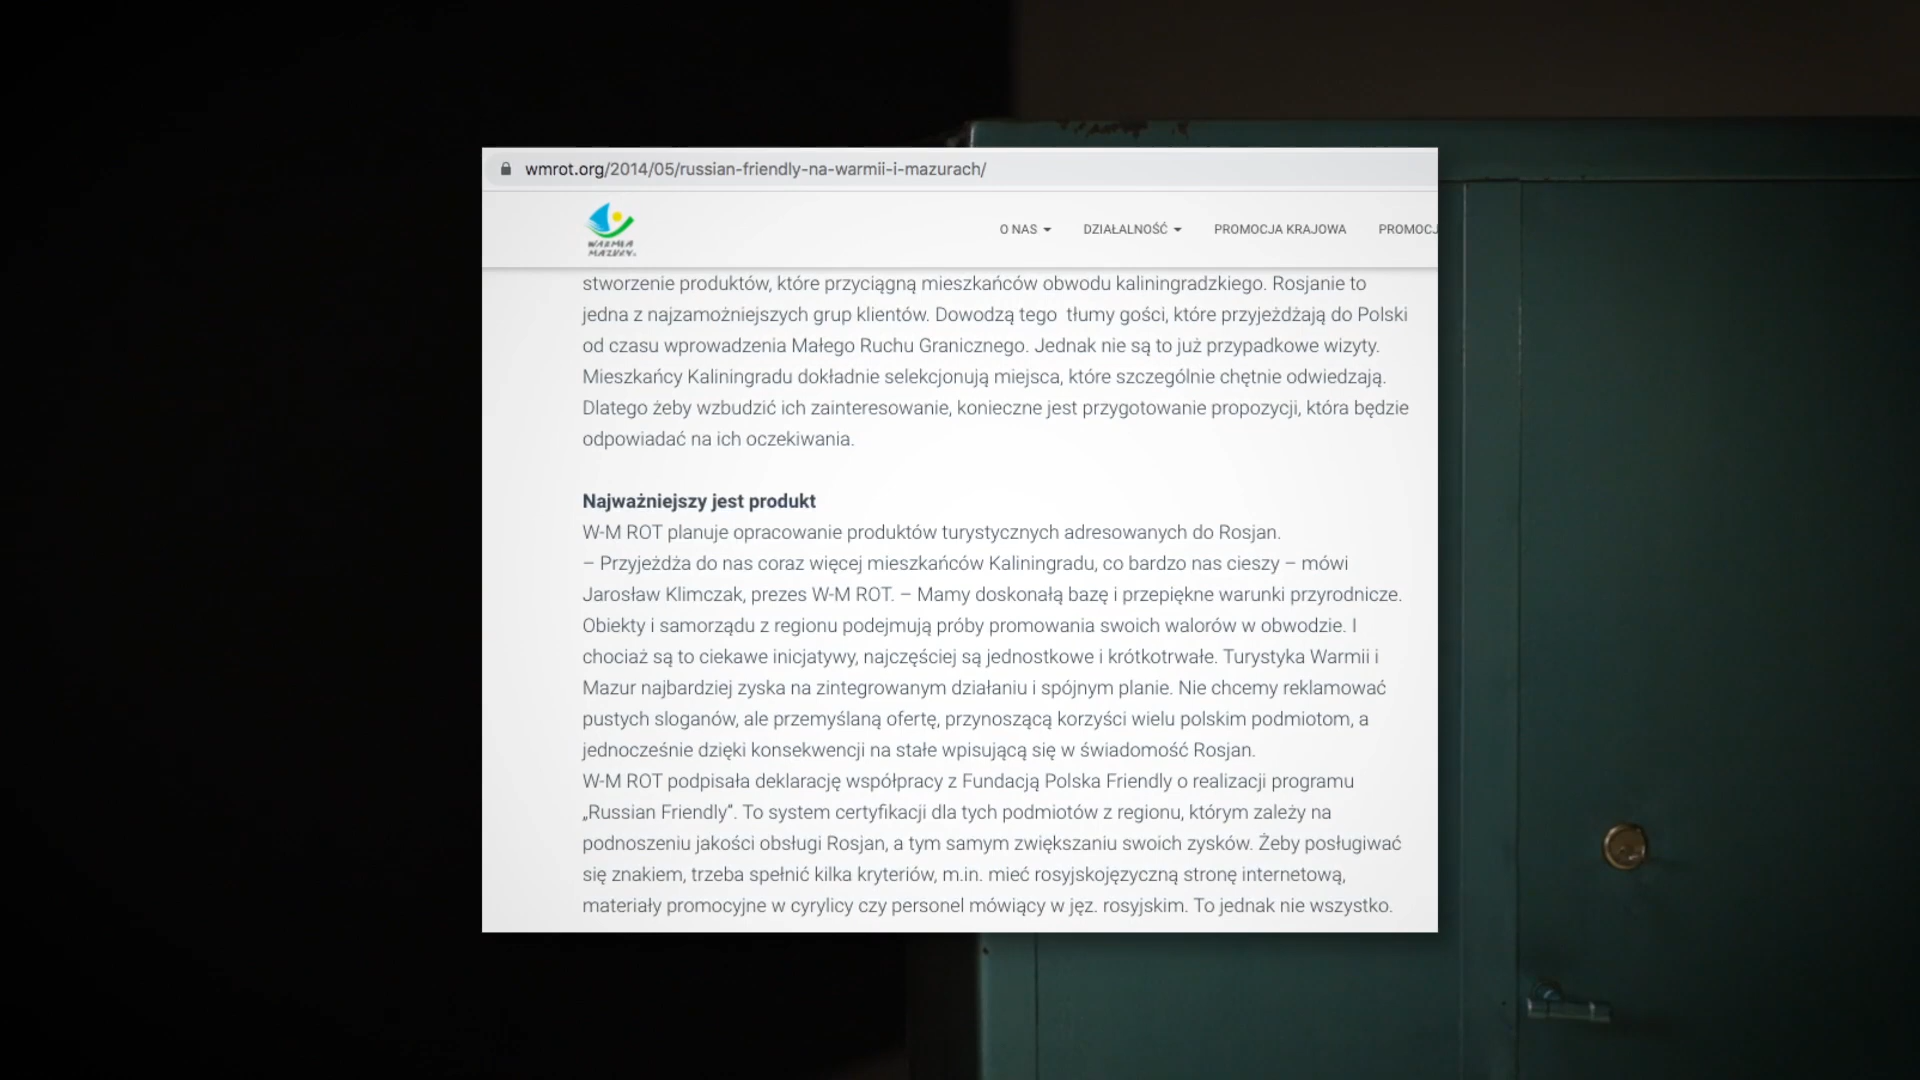 wmrot.org/2014/05/russian-friendly-na-warmii-i-mazurach/
WARMIA
MAZURY
O NAS DZIAŁALNOŚĆ PROMOCJA KRAJOWA PROMOCJ
stworzenie produktów, które przyciągną mieszkańców obwodu kaliningradzkiego. Rosjanie to
jedna z najzamożniejszych grup klientów. Dowodzą tego tłumy gości, które przyjeżdżają do Polski
od czasu wprowadzenia Małego Ruchu Granicznego. Jednak nie są to już przypadkowe wizyty.
Mieszkańcy Kaliningradu dokładnie selekcjonują miejsca, które szczególnie chętnie odwiedzają.
Dlatego żeby wzbudzić ich zainteresowanie, konieczne jest przygotowanie propozycji, która będzie
odpowiadać na ich oczekiwania.
Najważniejszy jest produkt
W-M ROT planuje opracowanie produktów turystycznych adresowanych do Rosjan.
– Przyjeżdża do nas coraz więcej mieszkańców Kaliningradu, co bardzo nas cieszy – mówi
Jarosław Klimczak, prezes W-M ROT. – Mamy doskonałą bazę i przepiękne warunki przyrodnicze.
Obiekty i samorządu z regionu podejmują próby promowania swoich walorów w obwodzie. I
chociaż są to ciekawe inicjatywy, najczęściej są jednostkowe i krótkotrwałe. Turystyka Warmii i
Mazur najbardziej zyska na zintegrowanym działaniu i spójnym planie. Nie chcemy reklamować
pustych sloganów, ale przemyślaną ofertę, przynoszącą korzyści wielu polskim podmiotom, a
jednocześnie dzięki konsekwencji na stałe wpisującą się w świadomość Rosjan.
W-M ROT podpisała deklarację współpracy z Fundacją Polska Friendly o realizacji programu
„Russian Friendly”. To system certyfikacji dla tych podmiotów z regionu, którym zależy na
podnoszeniu jakości obsługi Rosjan, a tym samym zwiększaniu swoich zysków. Żeby posługiwać
się znakiem, trzeba spełnić kilka kryteriów, m.in. mieć rosyjskojęzyczną stronę internetową,
materiały promocyjne w cyrylicy czy personel mówiący w jęz. rosyjskim. To jednak nie wszystko.